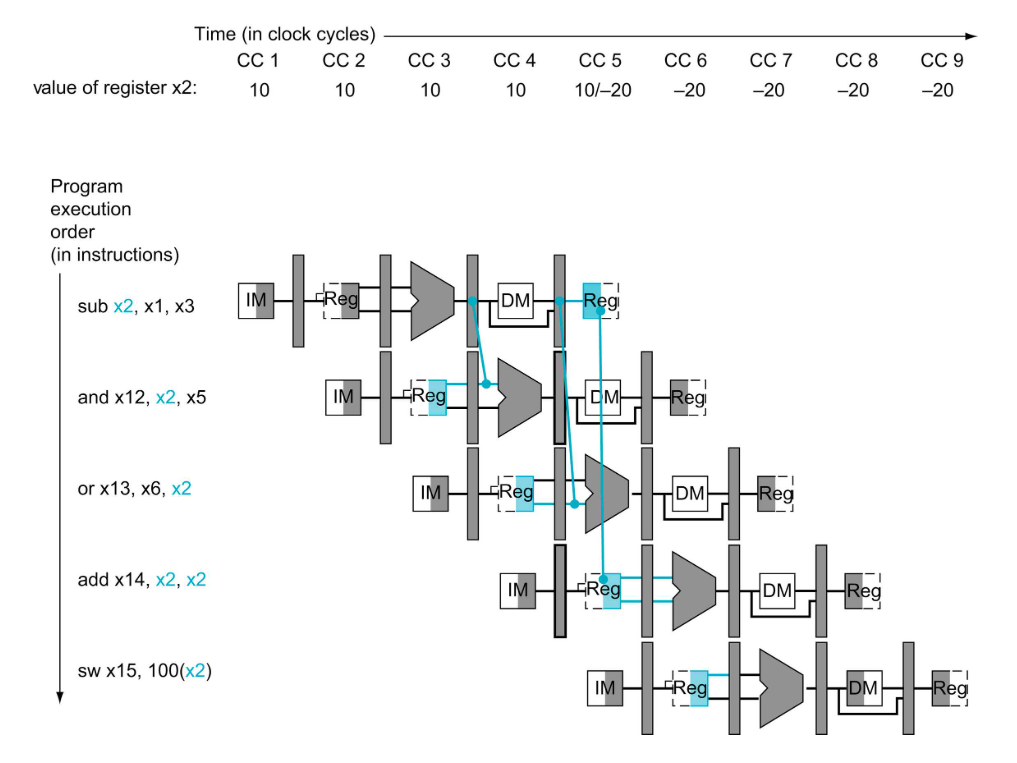 Time (in clock cycles)
CC 1 CC 2 CC 3 CC 4 CC 5 CC 6 CC 7 CC 8 CC 9
value of register x2: 10 10 10 10 10/–20 –20 –20 –20 –20
Program
execution
order
(in instructions)
sub x2, x1, x3 IM Reg DM Reg
and x12, x2, x5 IM Reg DM Reg
or x13, x6, x2 IM Reg DM Reg
add x14, x2, x2 IM Reg DM Reg
sw x15, 100(x2) IM Reg DM Reg